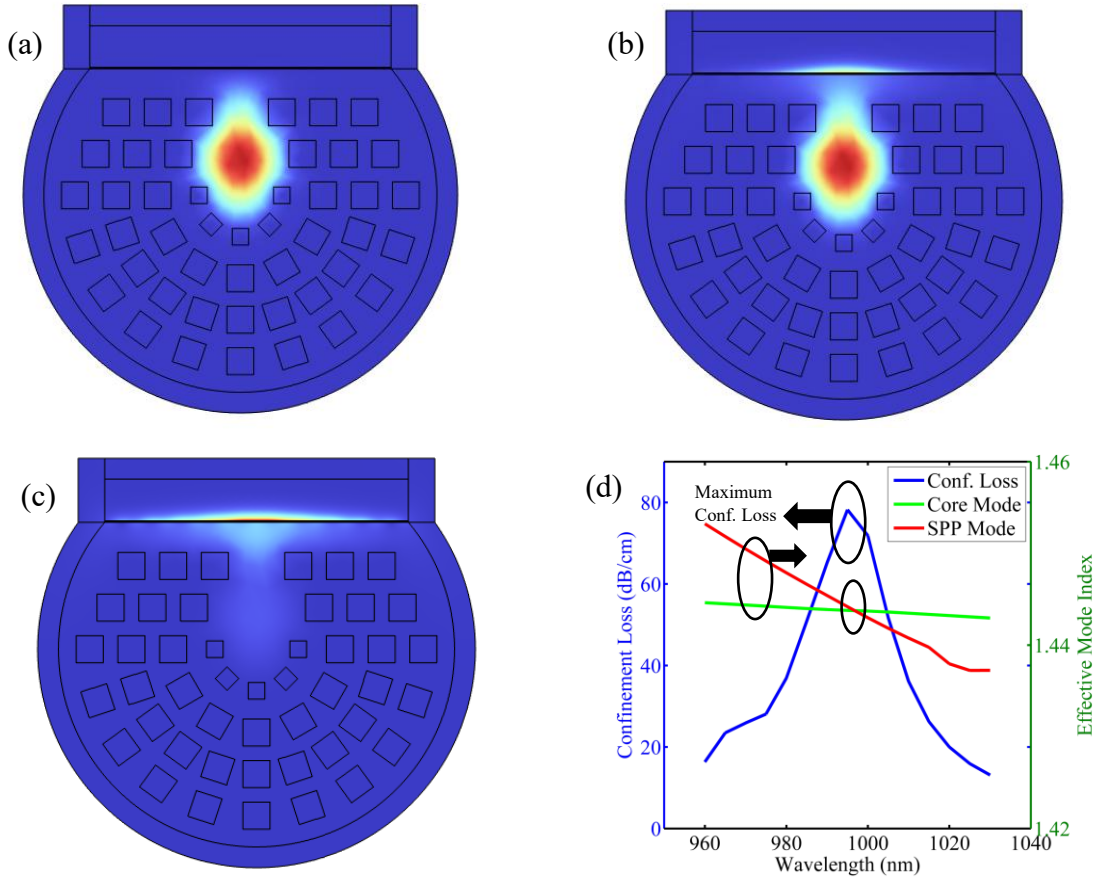 (a)
(b)
(c)
(d)
Maximum
Conf. Loss
Conf. Loss
Core Mode
SPP Mode
Confinement Loss (dB/cm)
80
60
40
20
0
1.46
1.44
1.42
Effective Mode Index
960
980
1000
1020
1040
Wavelength (nm)